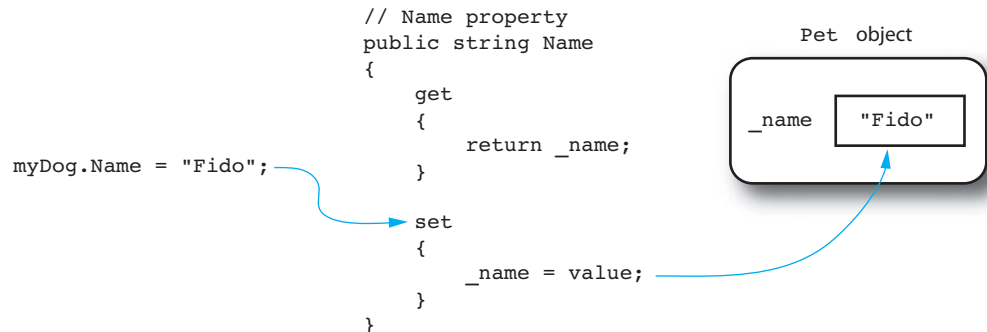 // Name property
public string Name
{
get
{
return _name;
}
set
{
_name = value;
}
}
myDog.Name = "Fido";
Pet object
_name "Fido"